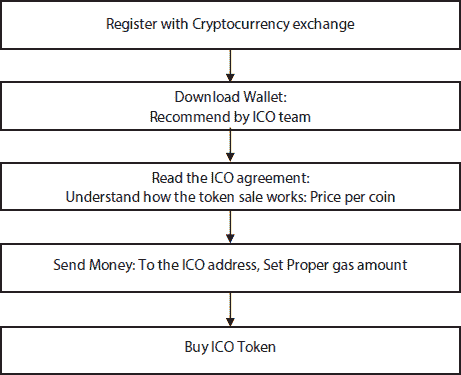 Register with Cryptocurrency exchange
Download Wallet:
Recommend by ICO team
Read the ICO agreement:
Understand how the token sale works: Price per coin
Send Money: To the ICO address, Set Proper gas amount
Buy ICO Token